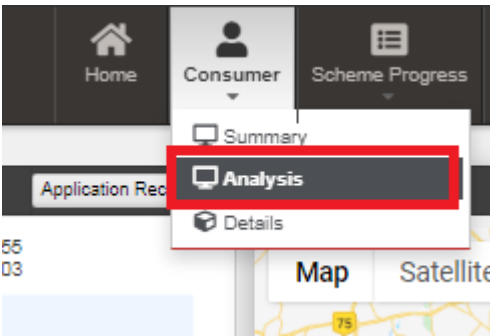 Home
Consumer
Scheme Progress
Summary
Analysis
Application Rec
Details
55
03
Map
Satellite
75